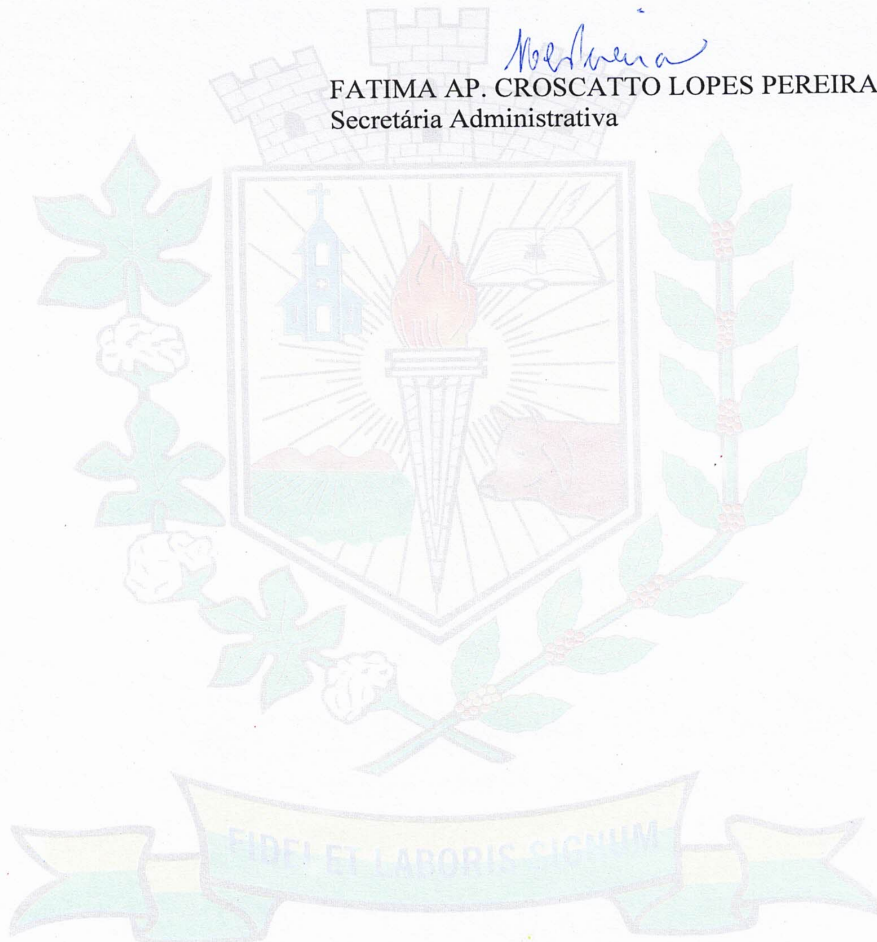 FATIMA AP. CROSCATTO LOPES PEREIRA
Secretária Administrativa
FIDEI ET LABORIS SIGNUM